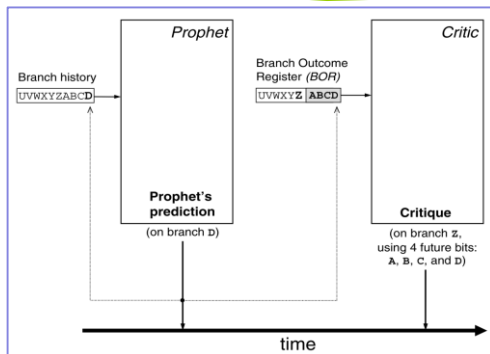 Prophet
Critic
Branch history
UVWXYZABCD
Branch Outcome
Register (BOR)
UVWXYZ ABCD
Prophet's
prediction
(on branch D)
Critique
(on branch Z,
using 4 future bits:
A, B, C, and D)
time